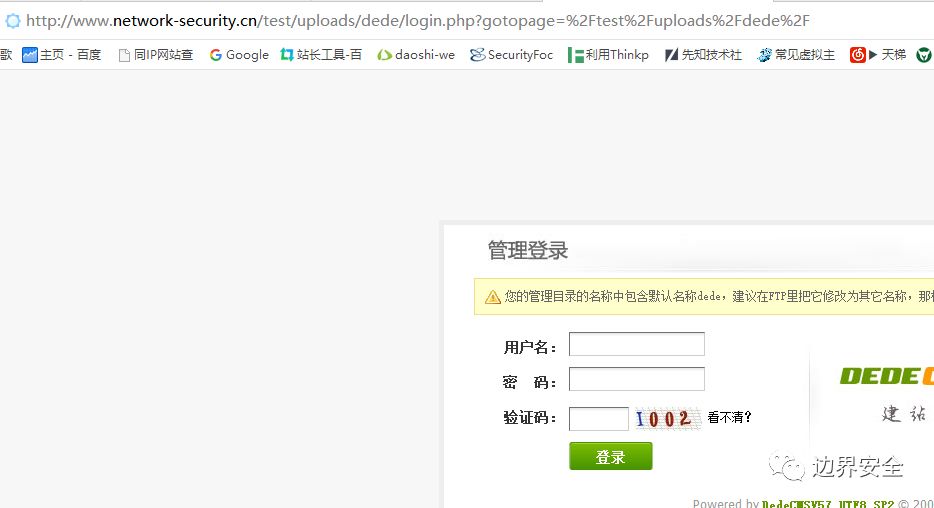 http://www.network-security.cn/test/uploads/dede/login.php?gotopage=%2Ftest%2Fuploads%2Fdede%2F
歌 主页 - 百度 同IP网站查 Google 站长工具-百 daoshi-we SecurityFoc 利用Thinkp 先知技术社 常见虚拟主 天梯
管理登录
您的管理目录的名称中包含默认名称dede，建议在FTP里把它修改为其它名称，那
用户名：
密 码：
验证码： I002 看不清？
DEDE
建 站
登录
边界安全
Powered by DedeCMSV57_UTF8_SP2 © 200